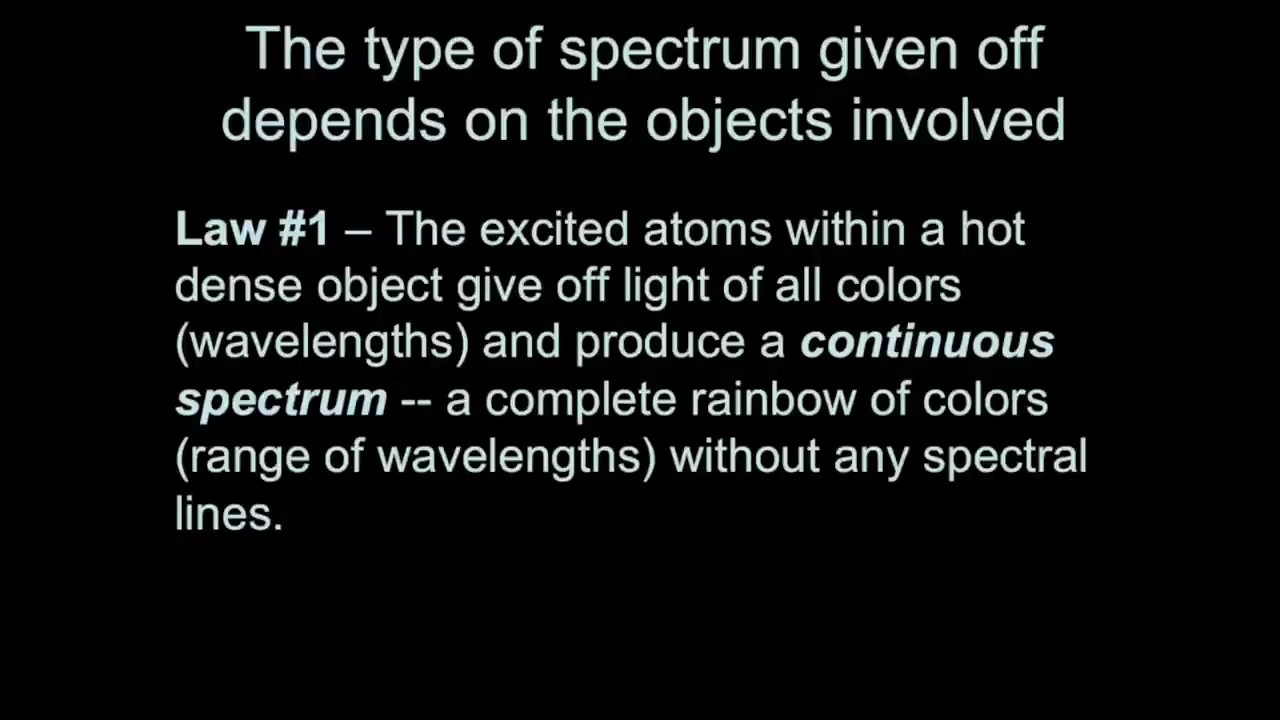 The type of spectrum given off
depends on the objects involved
Law #1 – The excited atoms within a hot
dense object give off light of all colors
(wavelengths) and produce a continuous
spectrum -- a complete rainbow of colors
(range of wavelengths) without any spectral
lines.